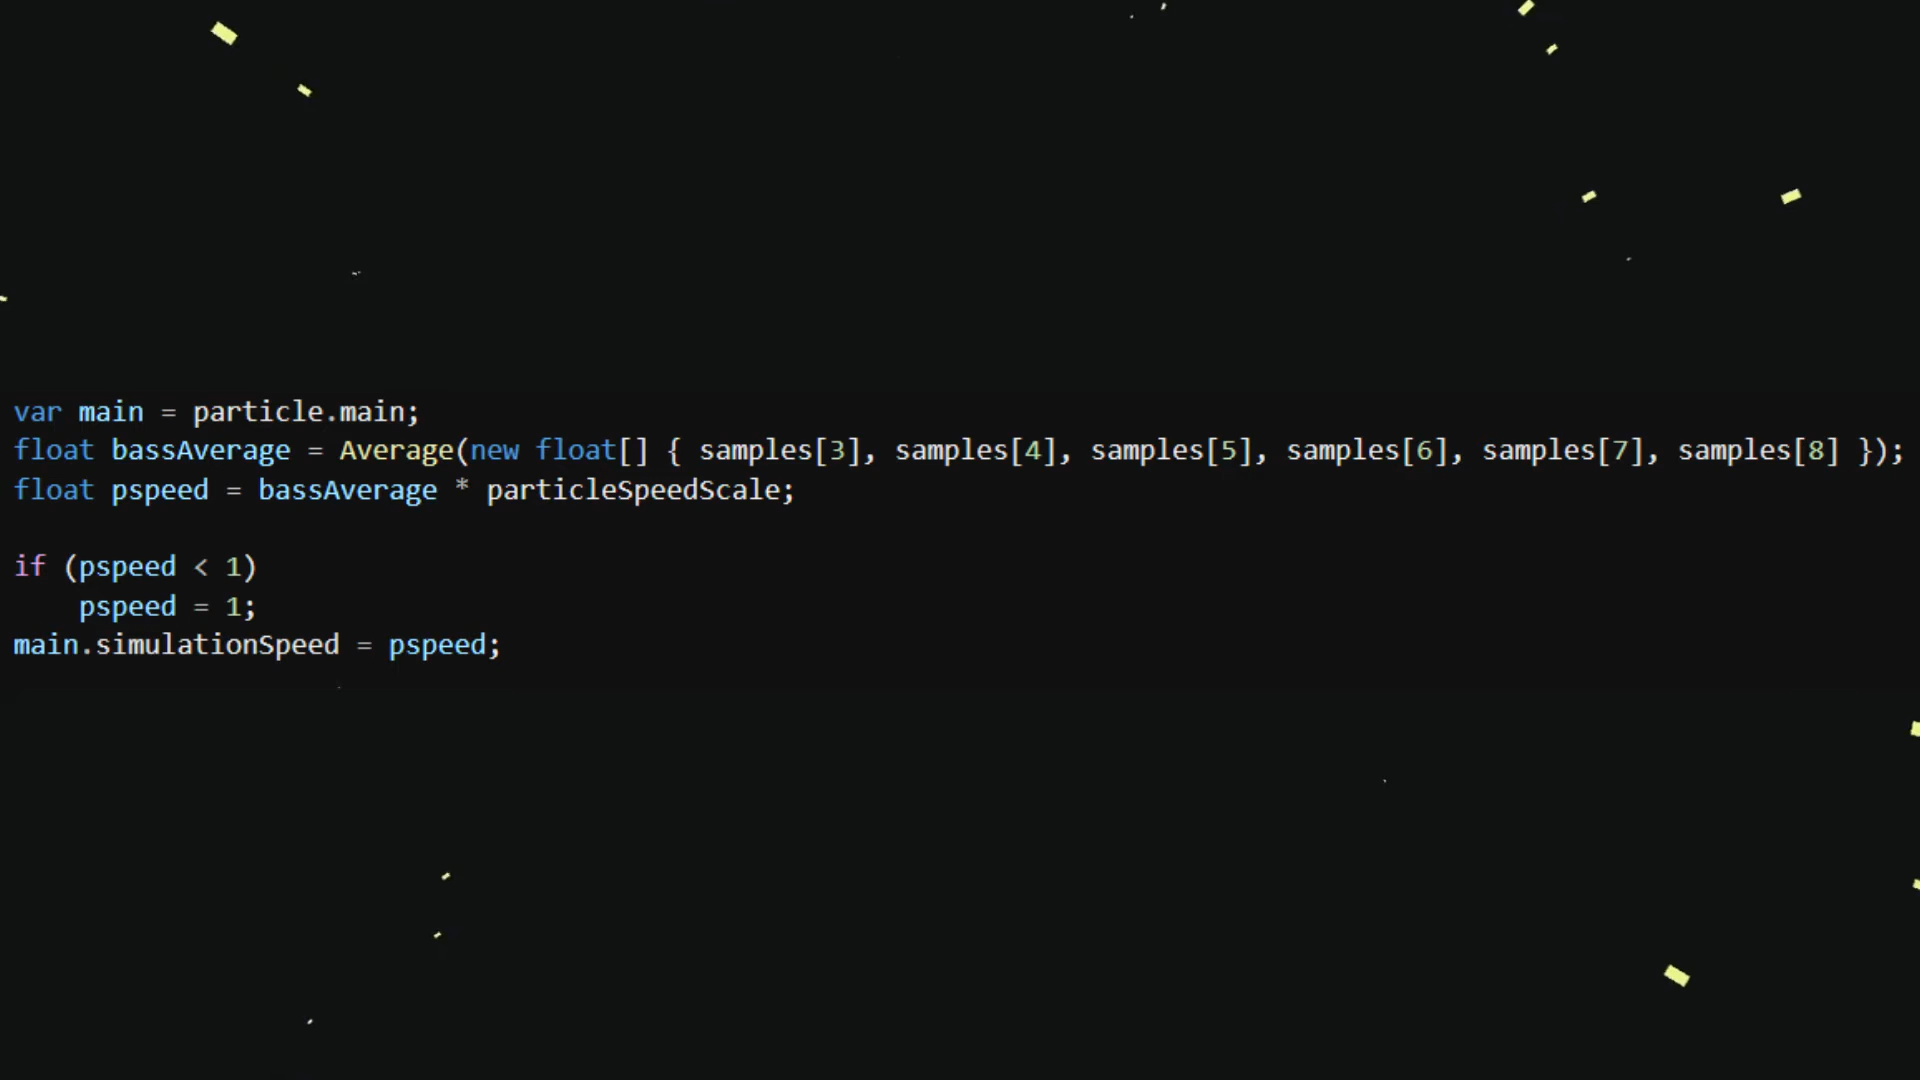 var main = particle.main;
float bassAverage = Average(new float[] { samples[3], samples[4], samples[5], samples[6], samples[7], samples[8] });
float pspeed = bassAverage * particleSpeedScale;
if (pspeed < 1)
    pspeed = 1;
main.simulationSpeed = pspeed;